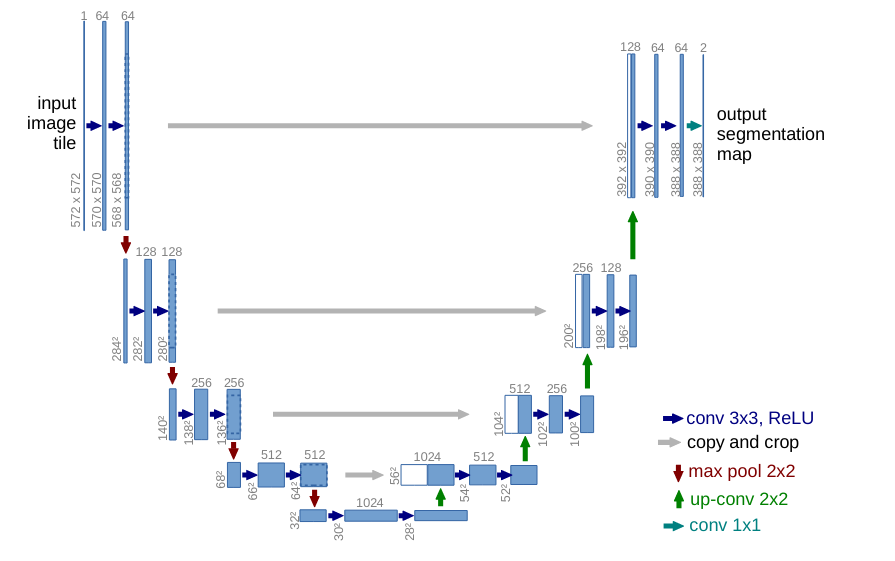 1 64 64
128 64 64 2
input
image
tile
output
segmentation
map
572 x 572
570 x 570
568 x 568
392 x 392
390 x 390
388 x 388
388 x 388
128 128
256 128
284²
282²
280²
200²
198²
196²
256 256
512 256
140²
138²
136²
104²
102²
100²
512 512
1024 512
68²
66²
64²
56²
54²
52²
1024
32²
30²
28²
conv 3x3, ReLU
copy and crop
max pool 2x2
up-conv 2x2
conv 1x1